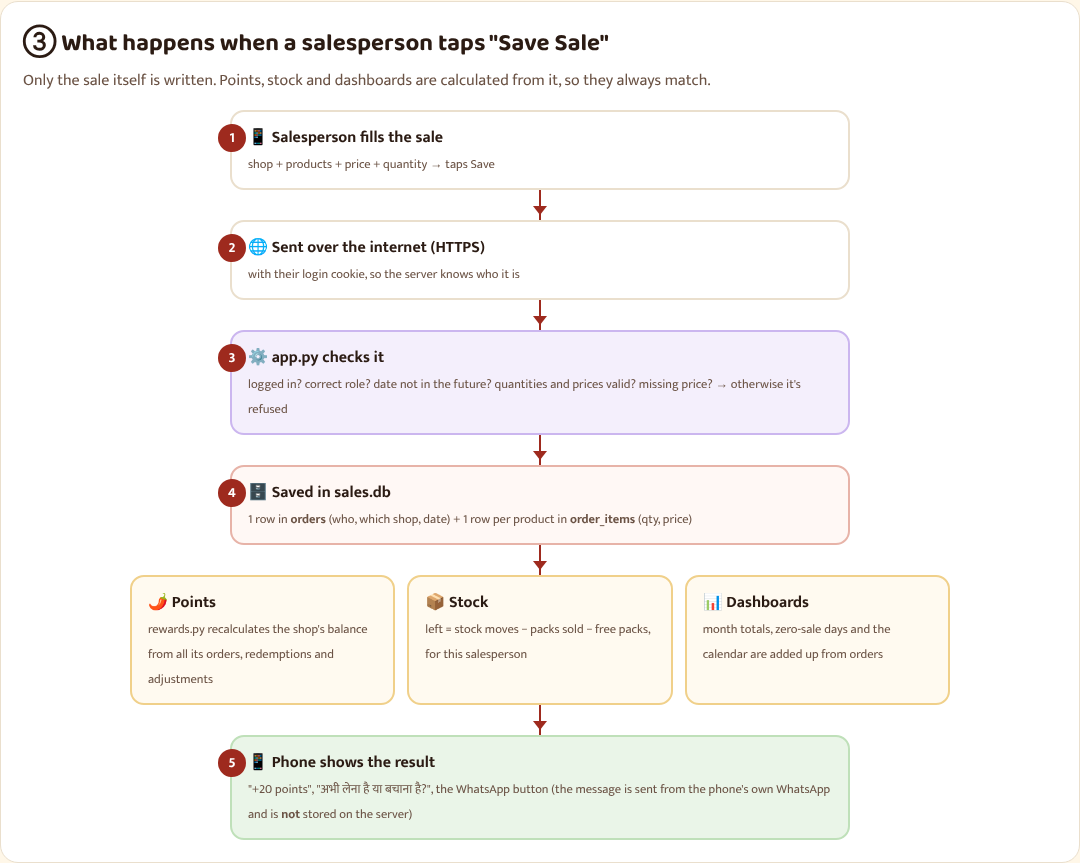 ③ What happens when a salesperson taps "Save Sale"
Only the sale itself is written. Points, stock and dashboards are calculated from it, so they always match.
1 📱 Salesperson fills the sale
shop + products + price + quantity → taps Save
2 🌐 Sent over the internet (HTTPS)
with their login cookie, so the server knows who it is
3 ⚙️ app.py checks it
logged in? correct role? date not in the future? quantities and prices valid? missing price? → otherwise it's
refused
4 🗄️ Saved in sales.db
1 row in orders (who, which shop, date) + 1 row per product in order_items (qty, price)
🌶️ Points
rewards.py recalculates the shop's balance
from all its orders, redemptions and
adjustments
📦 Stock
left = stock moves − packs sold − free packs,
for this salesperson
📊 Dashboards
month totals, zero-sale days and the
calendar are added up from orders
5 📱 Phone shows the result
"+20 points", "अभी लेना है या बचाना है?", the WhatsApp button (the message is sent from the phone's own WhatsApp
and is not stored on the server)